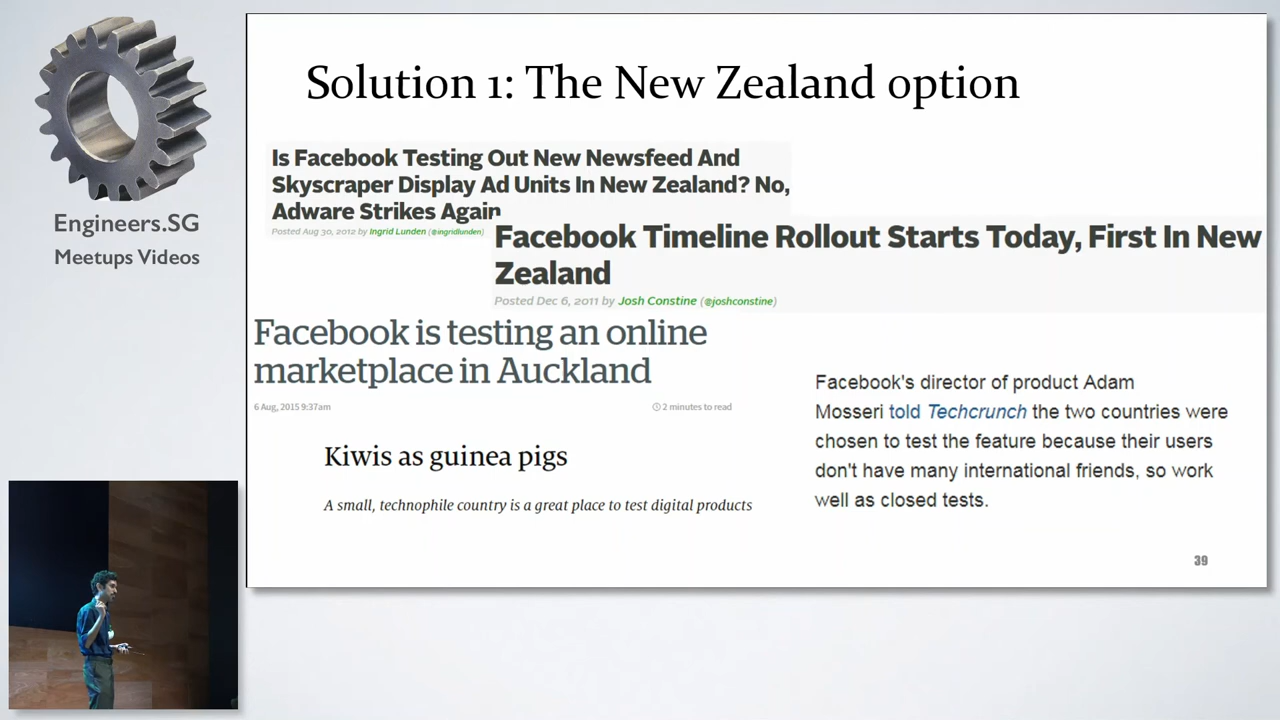 Engineers.SG
Meetups Videos
Solution 1: The New Zealand option
Is Facebook Testing Out New Newsfeed And
Skyscraper Display Ad Units In New Zealand? No,
Adware Strikes Again
Posted Aug 30, 2012 by Ingrid Lunden (@ingridlunden)
Facebook Timeline Rollout Starts Today, First In New
Zealand
Posted Dec 6, 2011 by Josh Constine (@joshconstine)
Facebook is testing an online
marketplace in Auckland
6 Aug, 2015 9:37am
2 minutes to read
Kiwis as guinea pigs
A small, technophile country is a great place to test digital products
Facebook's director of product Adam
Mosseri told Techcrunch the two countries were
chosen to test the feature because their users
don't have many international friends, so work
well as closed tests.
39